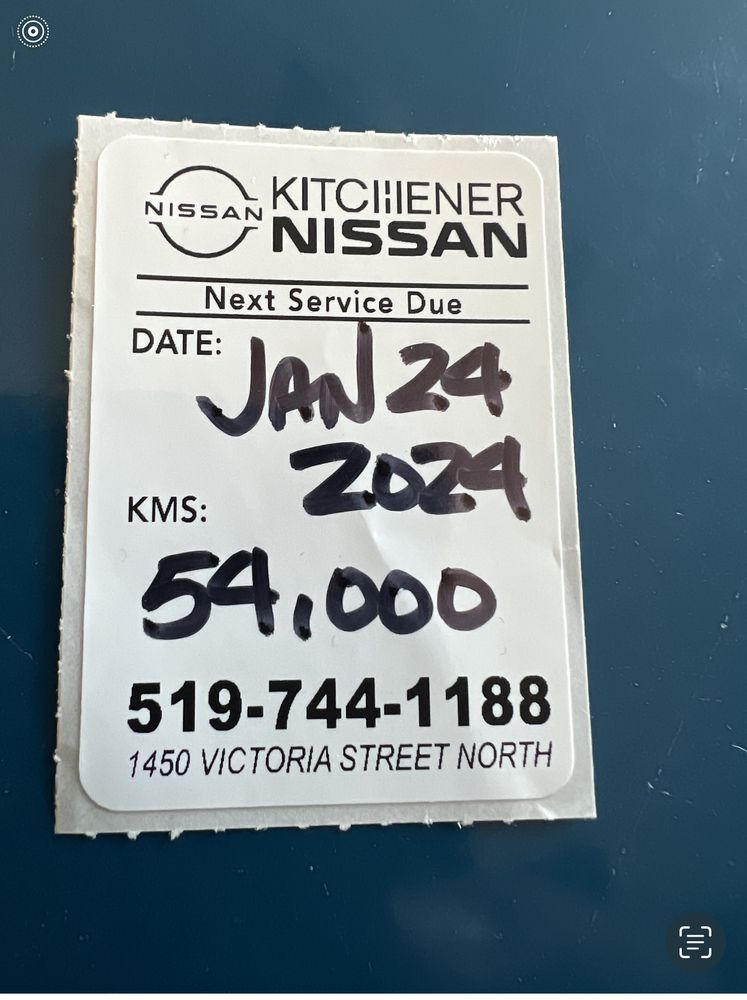 NISSAN
KITCHENER
NISSAN
Next Service Due
DATE: JAN 24
2024
KMS:
54,000
519-744-1188
1450 VICTORIA STREET NORTH